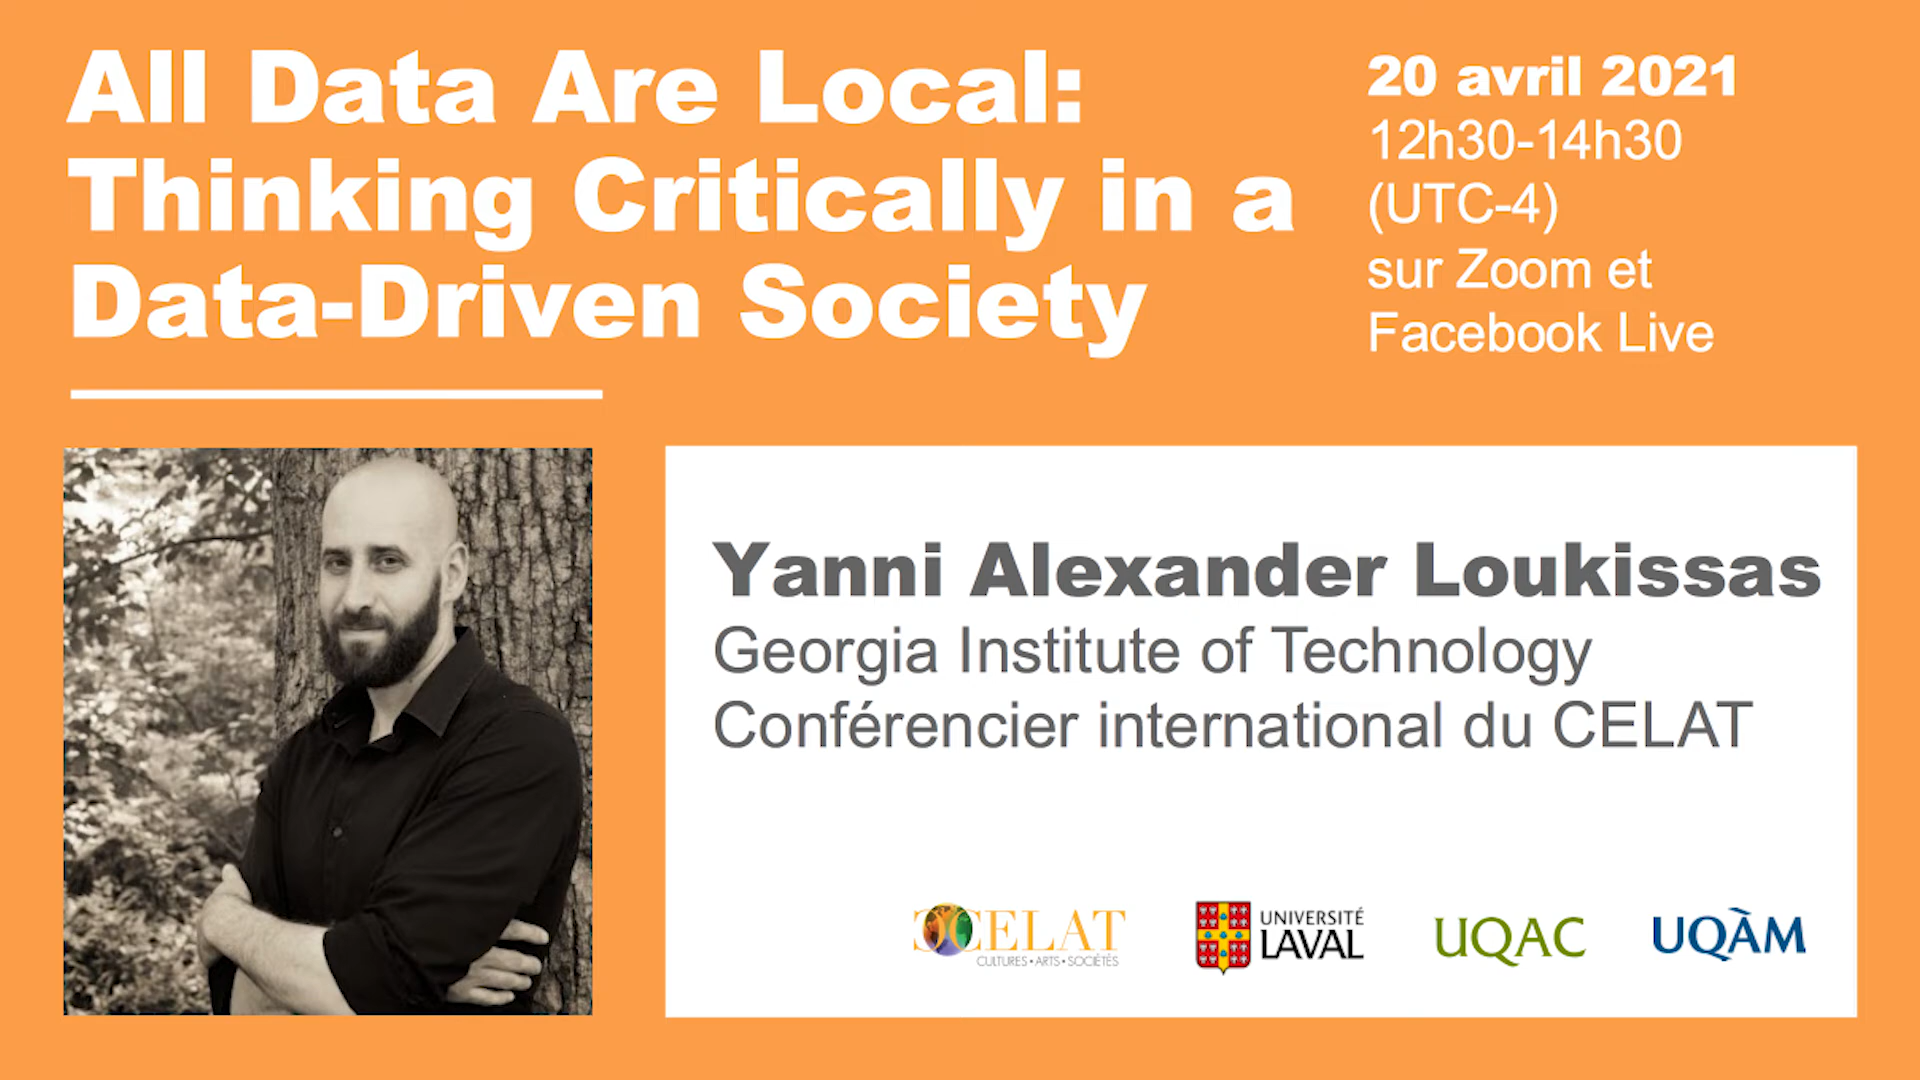 All Data Are Local:
Thinking Critically in a
Data-Driven Society
20 avril 2021
12h30-14h30
(UTC-4)
sur Zoom et
Facebook Live
Yanni Alexander Loukissas
Georgia Institute of Technology
Conférencier international du CELAT
CELAT
CULTURES • ARTS • SOCIÉTÉS
UNIVERSITÉ
LAVAL
UQAC
UQÀM